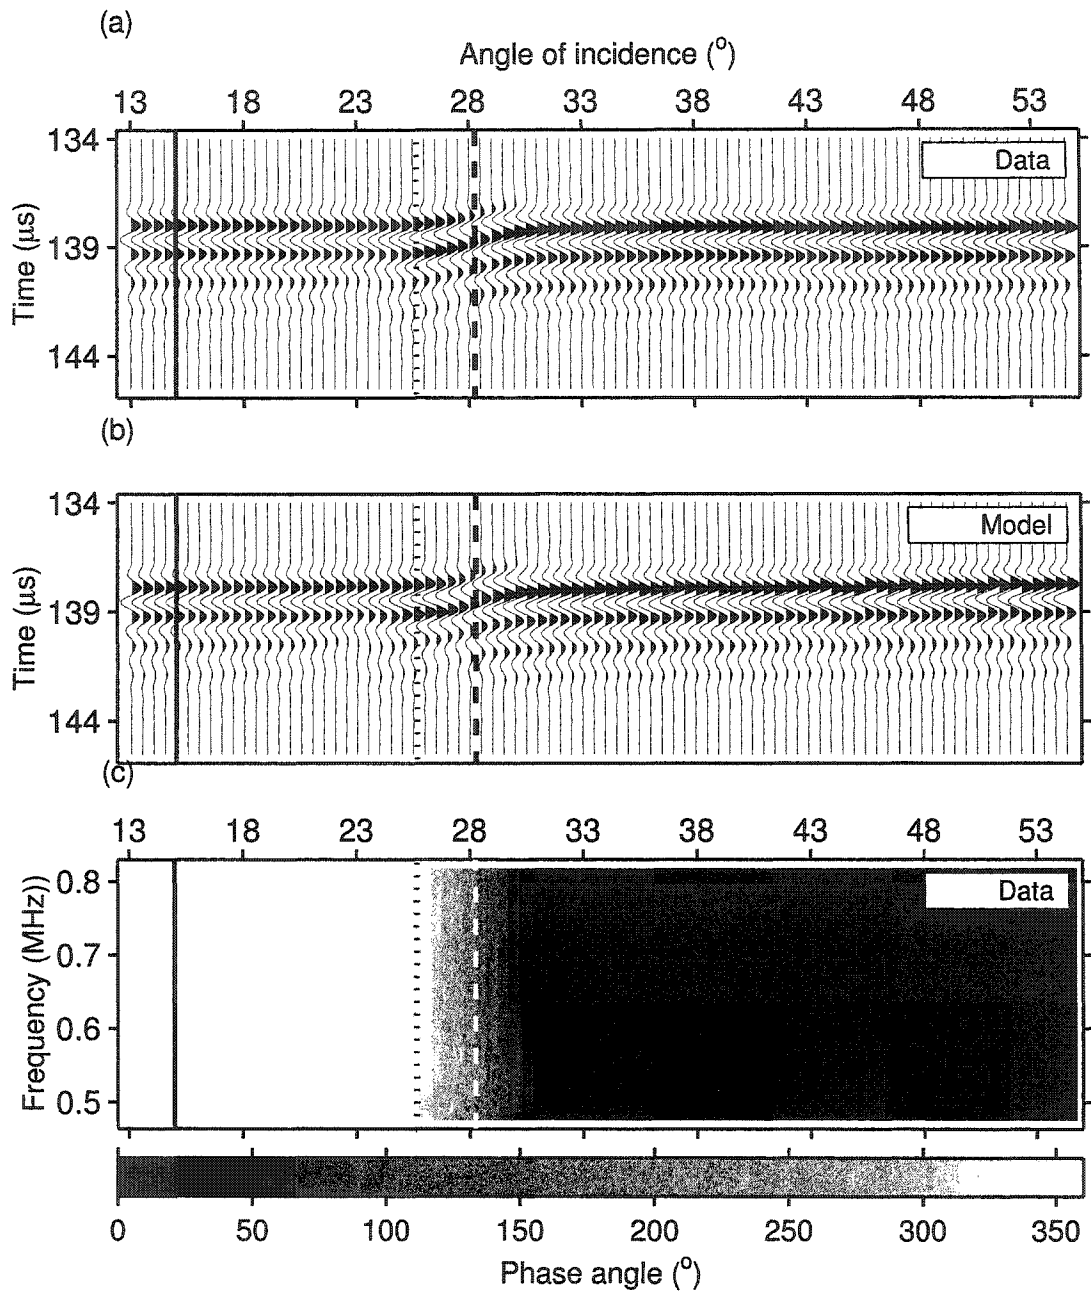 (a)
Angle of incidence (°)
13 18 23 28 33 38 43 48 53
134
139
144
Time (μs)
Data
(b)
134
139
144
Time (μs)
Model
(c)
13 18 23 28 33 38 43 48 53
0.8
0.7
0.6
0.5
Frequency (MHz))
Data
0 50 100 150 200 250 300 350
Phase angle (°)